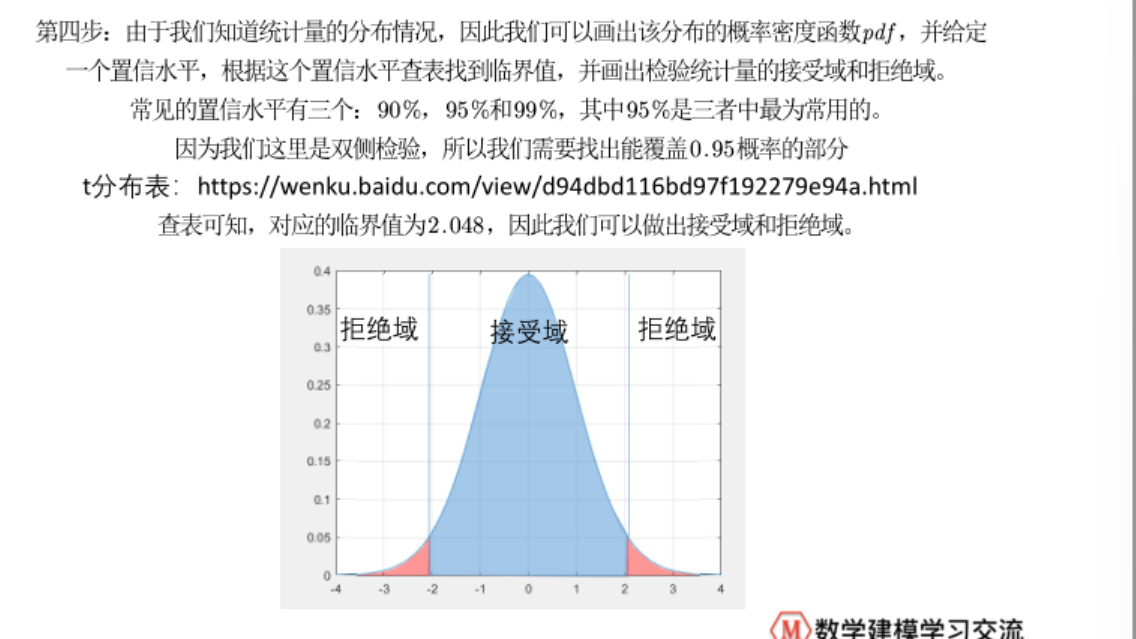 第四步：由于我们知道统计量的分布情况，因此我们可以画出该分布的概率密度函数pdf，并给定
一个置信水平，根据这个置信水平查表找到临界值，并画出检验统计量的接受域和拒绝域。
常见的置信水平有三个：90%，95%和99%，其中95%是三者中最为常用的。
因为我们这里是双侧检验，所以我们需要找出能覆盖0.95概率的部分
t分布表：https://wenku.baidu.com/view/d94dbd116bd97f192279e94a.html
查表可知，对应的临界值为2.048，因此我们可以做出接受域和拒绝域。
0.4
0.35
拒绝域 接受域 拒绝域
0.3
0.25
0.2
0.15
0.1
0.05
0
-4 -3 -2 -1 0 1 2 3 4
M 数学建模学习交流